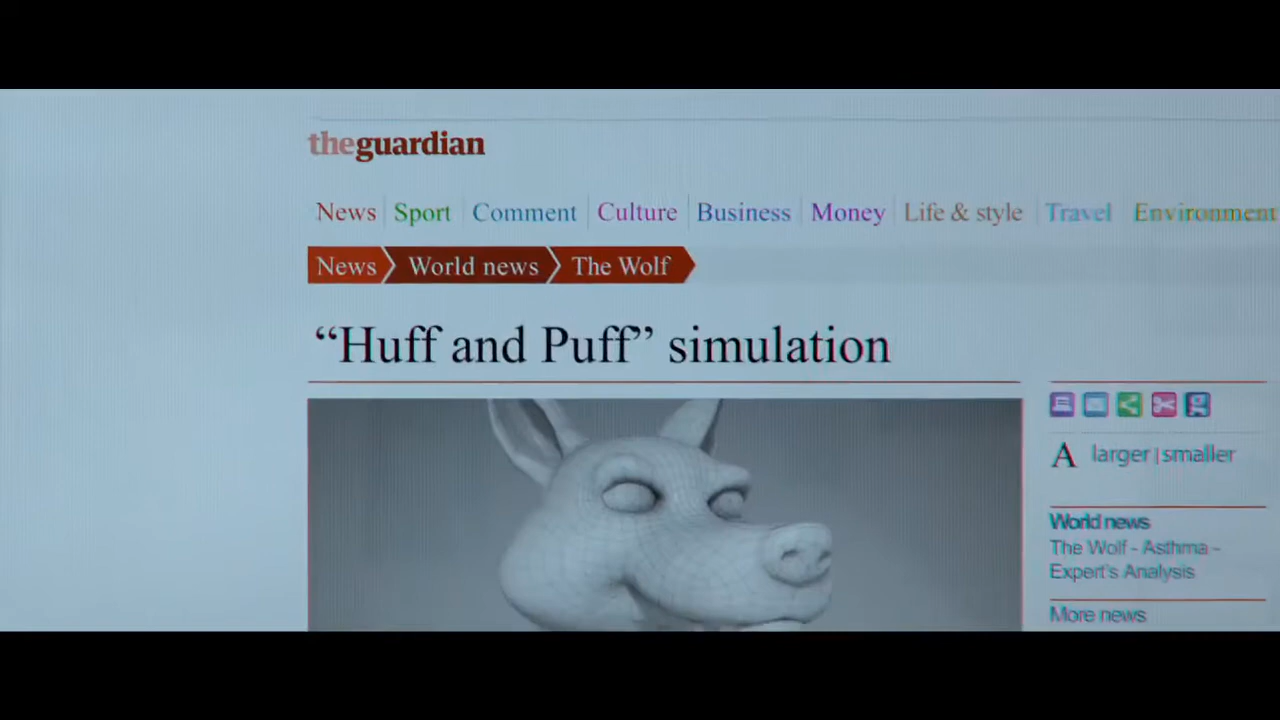 theguardian
News Sport Comment Culture Business Money Life & style Travel Environment
News World news The Wolf
“Huff and Puff” simulation
A larger | smaller
World news
The Wolf - Asthma -
Expert's Analysis
More news